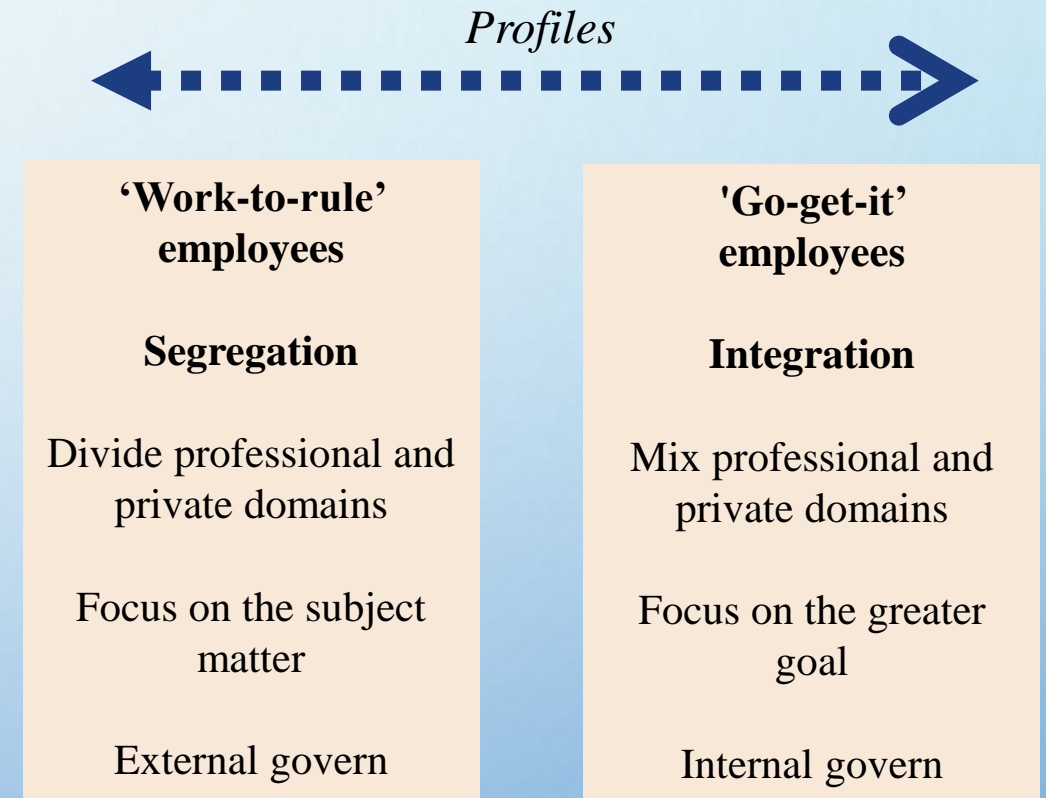 Profiles
‘Work-to-rule’
employees
Segregation
Divide professional and
private domains
Focus on the subject
matter
External govern
'Go-get-it’
employees
Integration
Mix professional and
private domains
Focus on the greater
goal
Internal govern